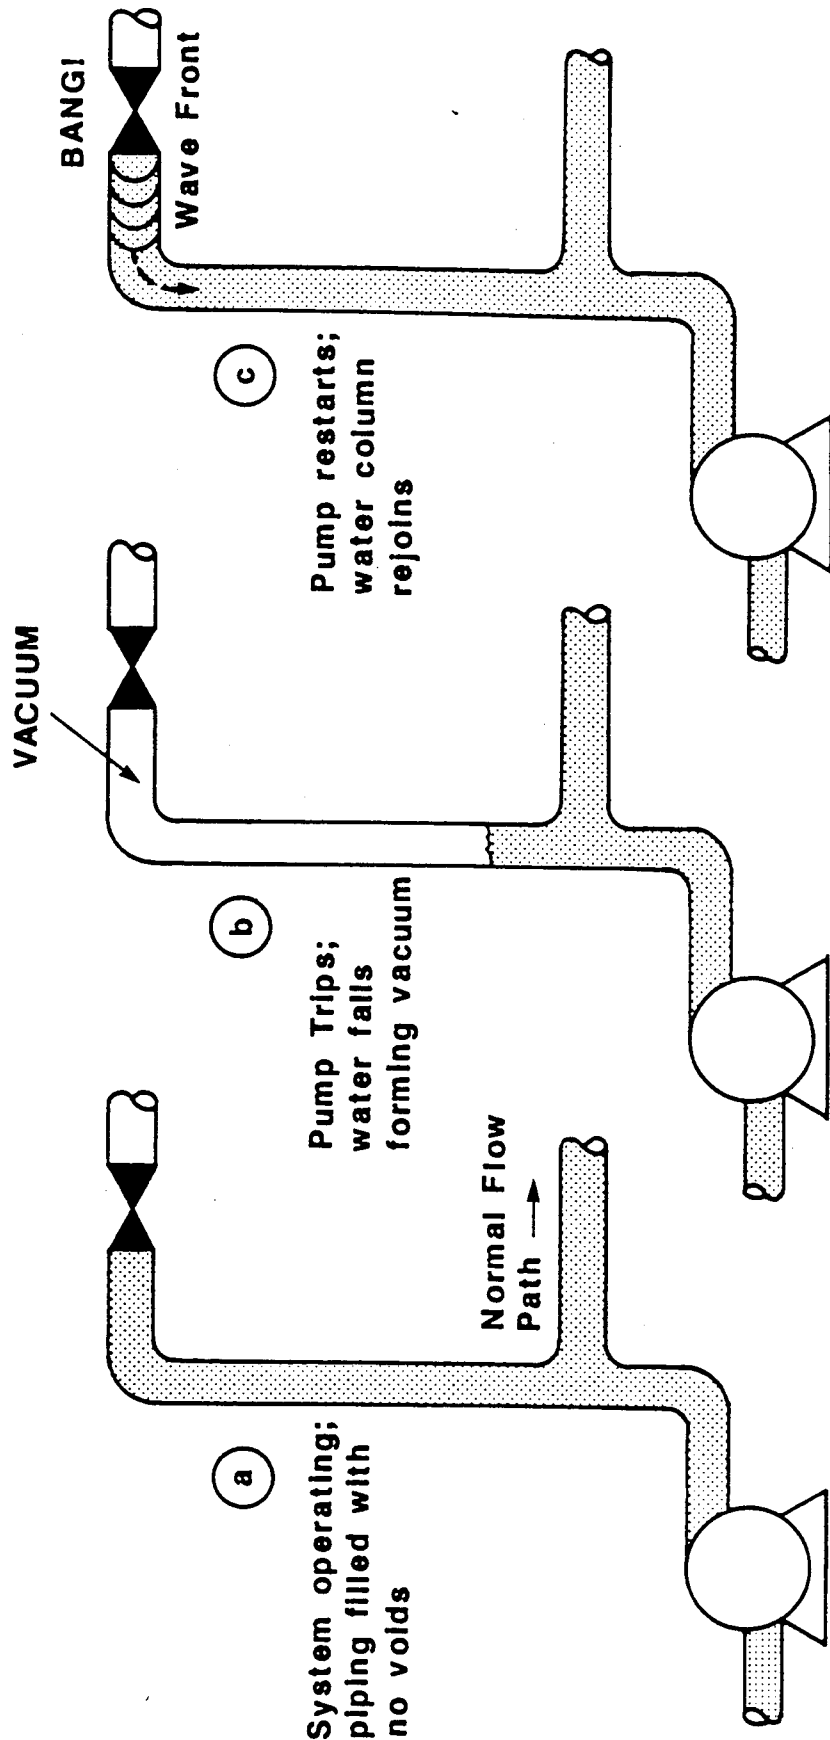 a
System operating;
piping filled with
no voids
Normal Flow
Path
b
Pump Trips;
water falls
forming vacuum
VACUUM
c
Pump restarts;
water column
rejoins
BANG!
Wave Front